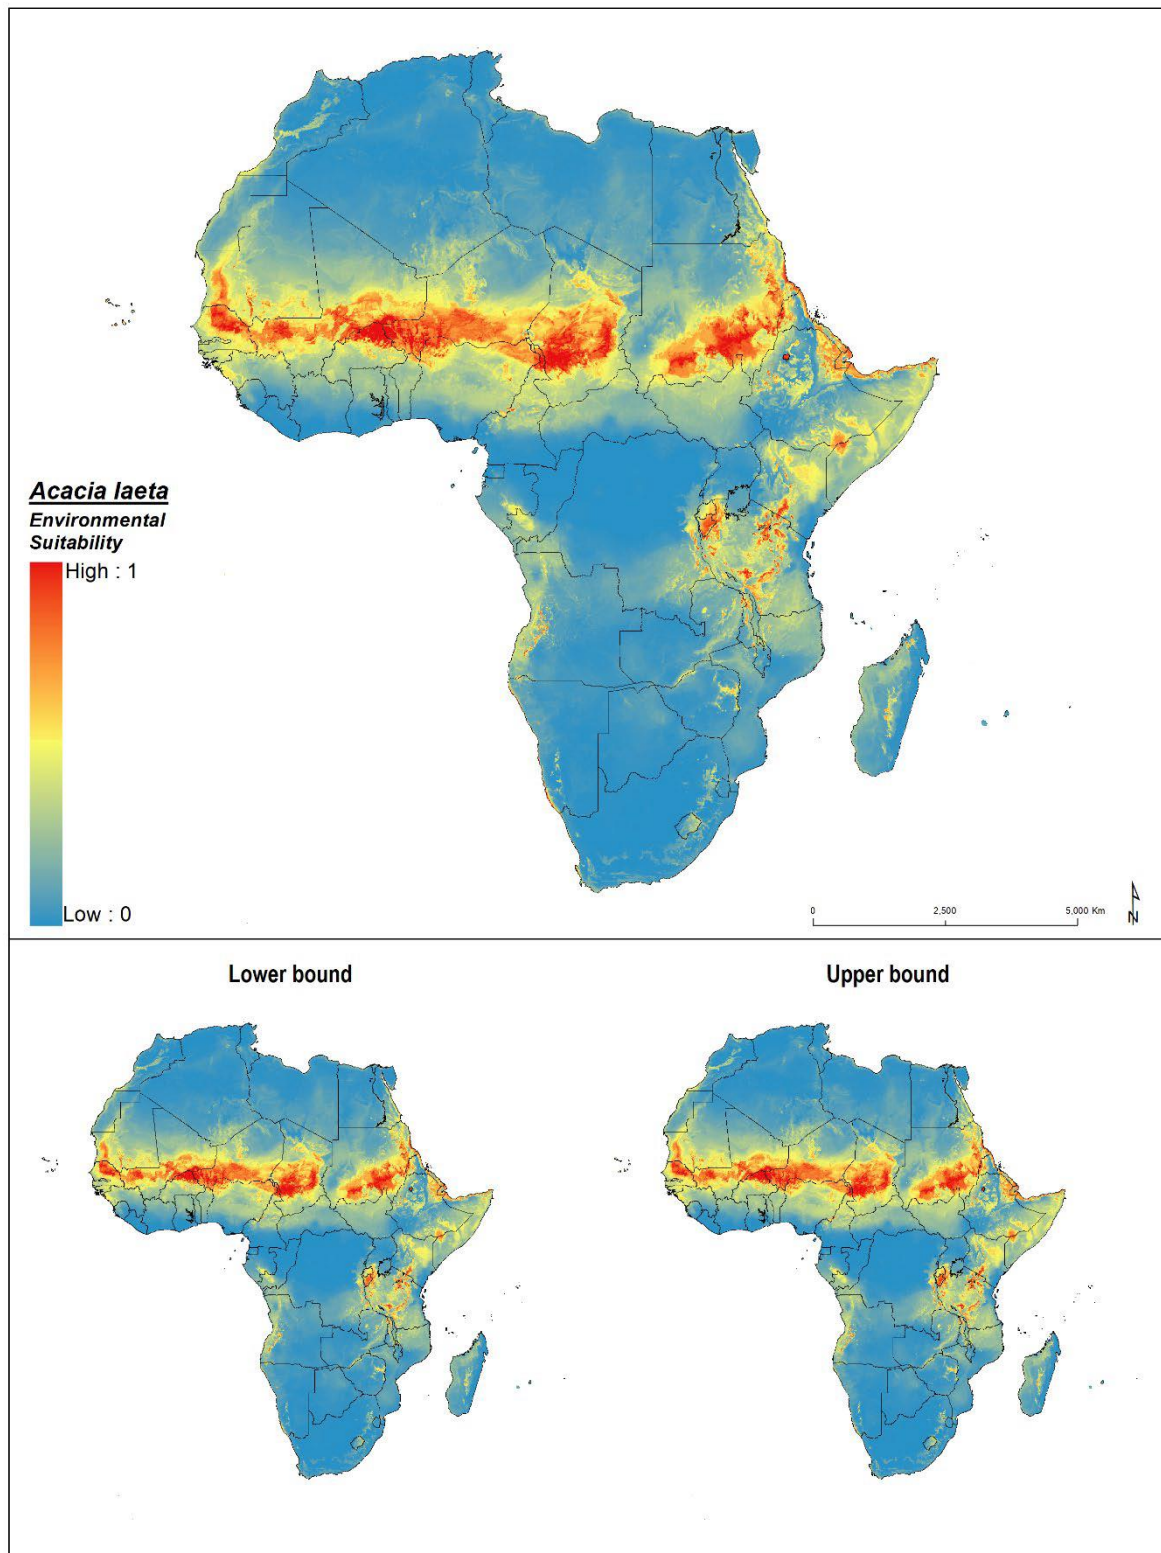 Acacia laeta
Environmental
Suitability
High : 1
Low : 0
0 2,500 5,000 Km
N
Lower bound
Upper bound